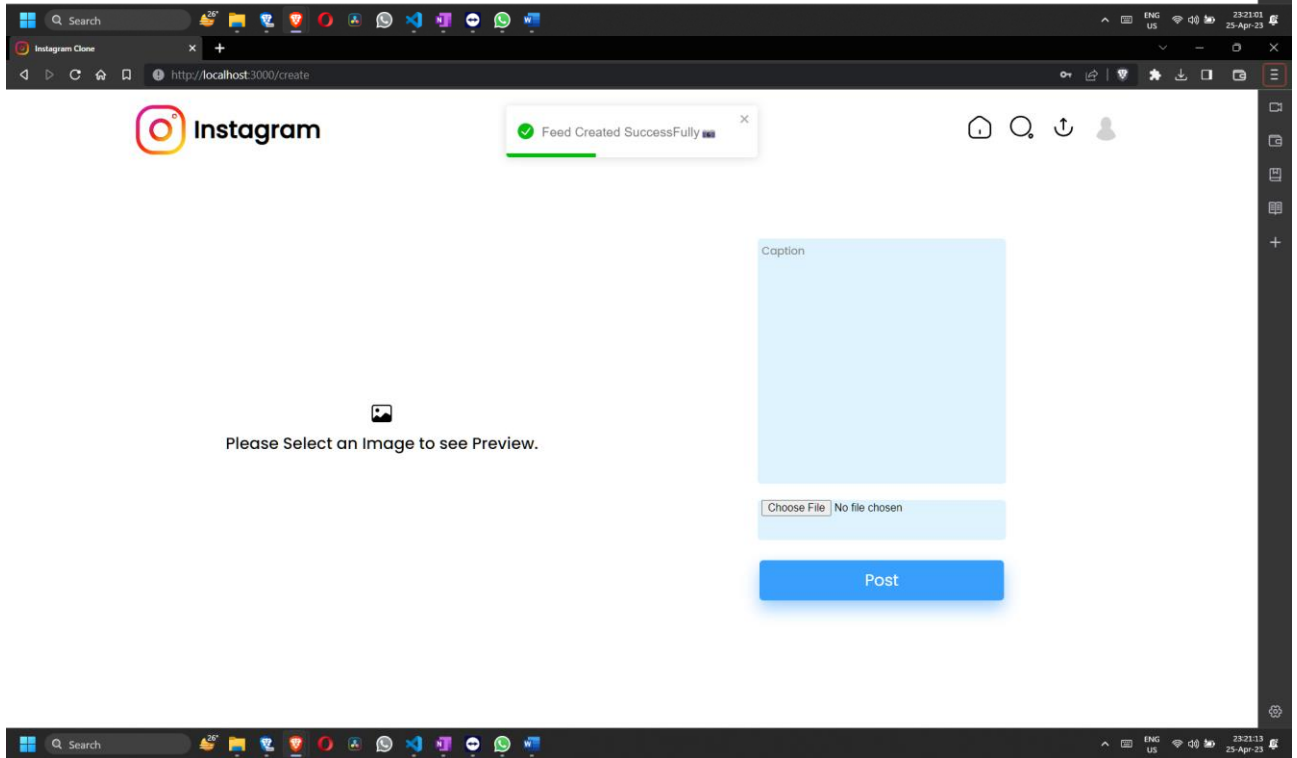 Search
26°
ENG
US
23:21:01
25-Apr-23
Instagram Clone
http://localhost:3000/create
Instagram
Feed Created SuccessFully
Caption
Please Select an Image to see Preview.
Choose File No file chosen
Post
Search
26°
ENG
US
23:21:13
25-Apr-23